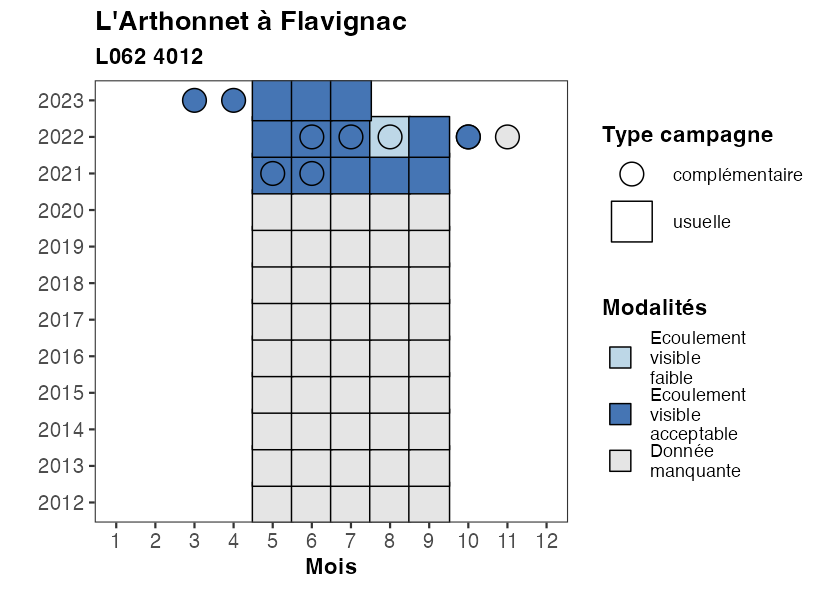 L'Arthonnet à Flavignac
L062 4012
2023
2022
2021
2020
2019
2018
2017
2016
2015
2014
2013
2012
1 2 3 4 5 6 7 8 9 10 11 12
Mois
Type campagne
complémentaire
usuelle
Modalités
Ecoulement
visible
faible
Ecoulement
visible
acceptable
Donnée
manquante